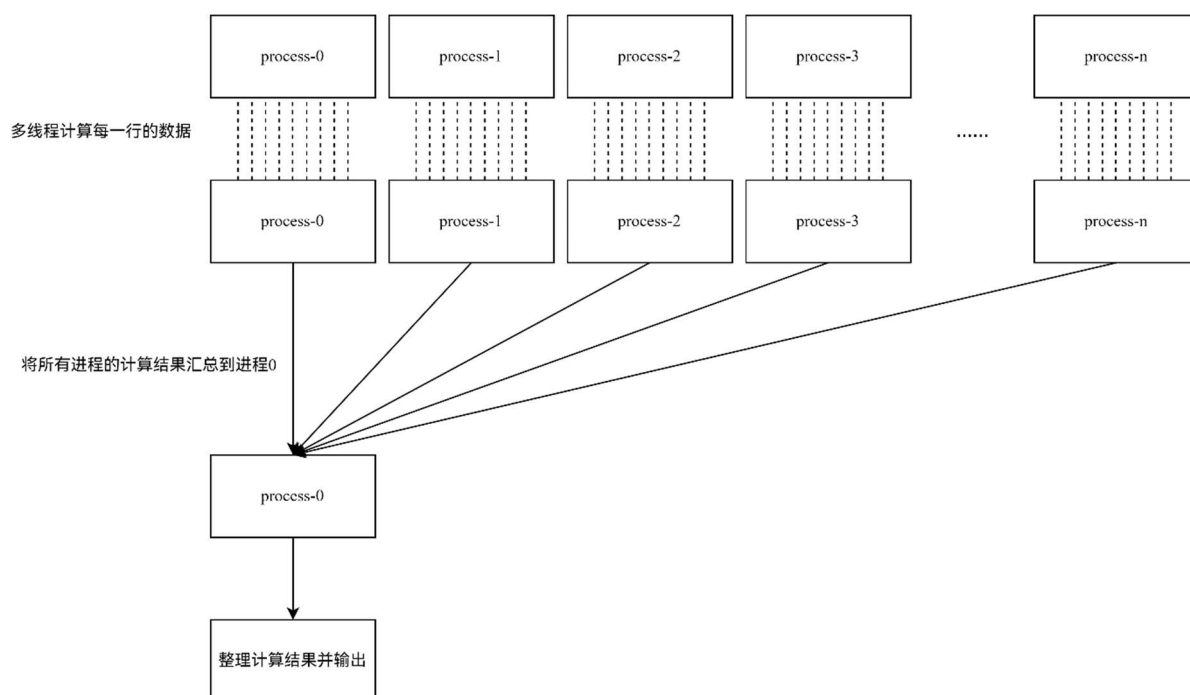 process-0
process-1
process-2
process-3
process-n
多线程计算每一行的数据
......
process-0
process-1
process-2
process-3
process-n
将所有进程的计算结果汇总到进程0
process-0
整理计算结果并输出